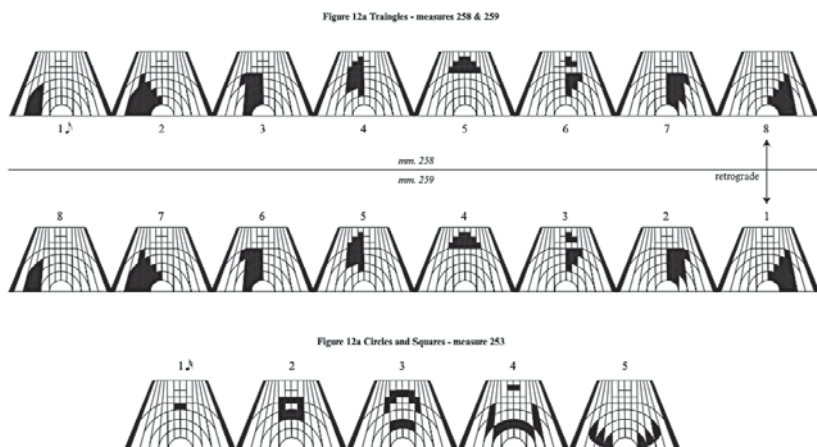 Figure 12a Traingles - measures 258 & 259
1 2 3 4 5 6 7 8
mm. 258
mm. 259
retrograde
8 7 6 5 4 3 2 1
Figure 12a Circles and Squares - measure 253
1 2 3 4 5